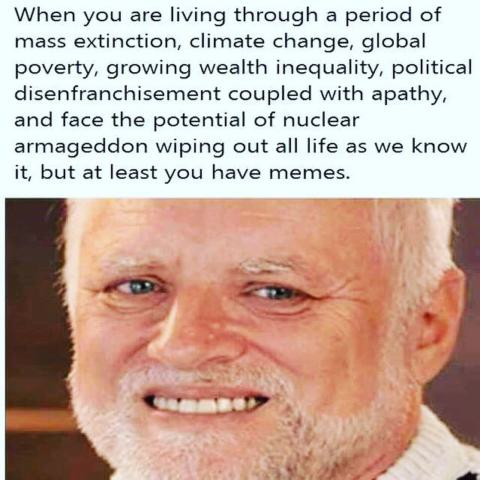 When you are living through a period of
mass extinction, climate change, global
poverty, growing wealth inequality, political
disenfranchisement coupled with apathy,
and face the potential of nuclear
armageddon wiping out all life as we know
it, but at least you have memes.